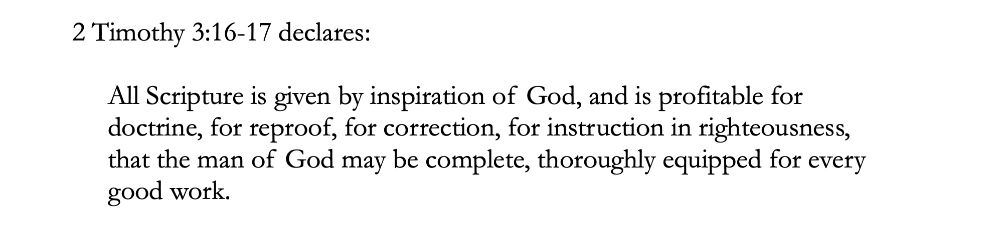 2 Timothy 3:16-17 declares:
All Scripture is given by inspiration of God, and is profitable for
doctrine, for reproof, for correction, for instruction in righteousness,
that the man of God may be complete, thoroughly equipped for every
good work.